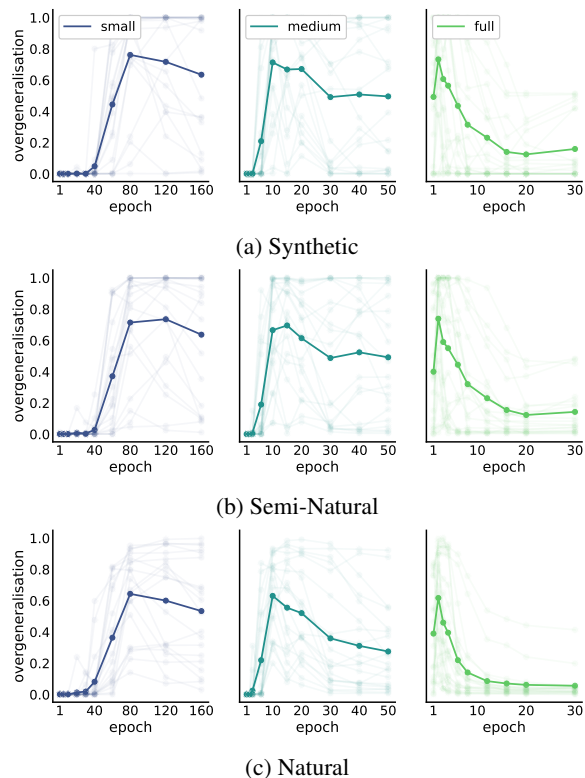 small
medium
full
overgeneralisation
1.0
0.8
0.6
0.4
0.2
0.0
1 40 80 120 160
1 10 20 30 40 50
1 10 20 30
epoch epoch epoch
(a) Synthetic
overgeneralisation
1.0
0.8
0.6
0.4
0.2
0.0
1 40 80 120 160
1 10 20 30 40 50
1 10 20 30
epoch epoch epoch
(b) Semi-Natural
overgeneralisation
1.0
0.8
0.6
0.4
0.2
0.0
1 40 80 120 160
1 10 20 30 40 50
1 10 20 30
epoch epoch epoch
(c) Natural